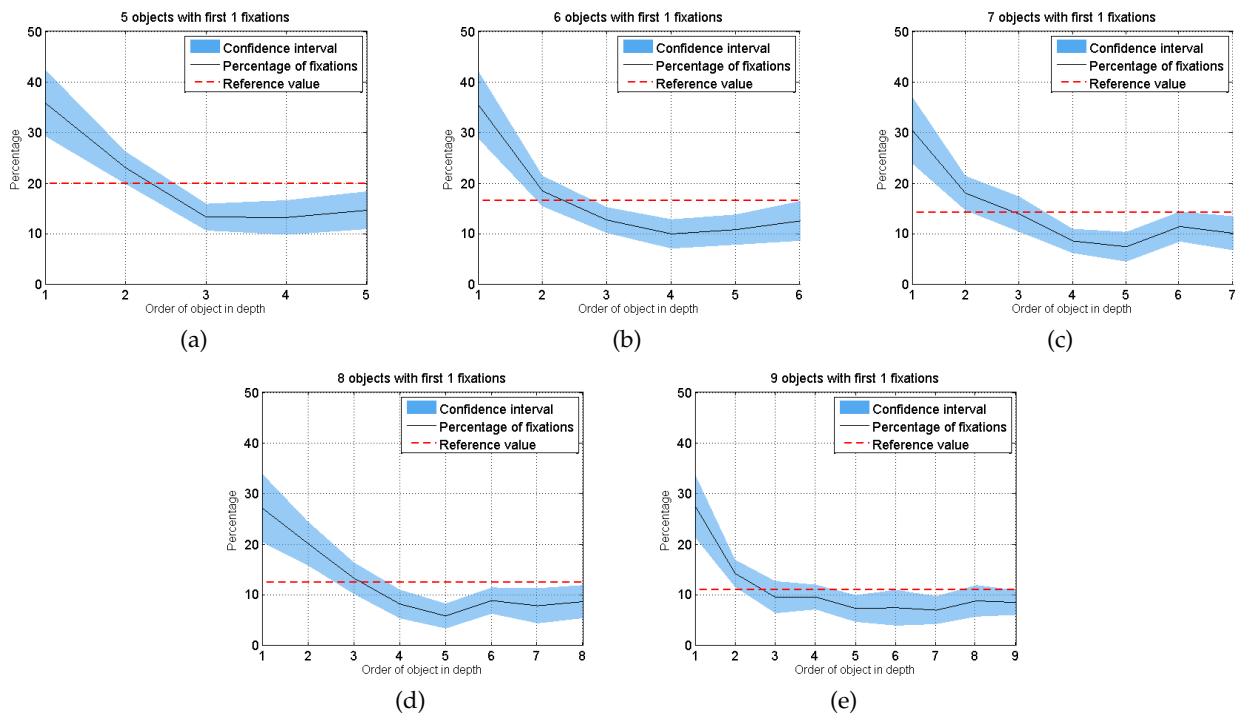 5 objects with first 1 fixations
50
40
30
20
10
0
Percentage
Confidence interval
Percentage of fixations
Reference value
1 2 3 4 5
Order of object in depth
(a)
6 objects with first 1 fixations
50
40
30
20
10
0
Percentage
Confidence interval
Percentage of fixations
Reference value
1 2 3 4 5 6
Order of object in depth
(b)
7 objects with first 1 fixations
50
40
30
20
10
0
Percentage
Confidence interval
Percentage of fixations
Reference value
1 2 3 4 5 6 7
Order of object in depth
(c)
8 objects with first 1 fixations
50
40
30
20
10
0
Percentage
Confidence interval
Percentage of fixations
Reference value
1 2 3 4 5 6 7 8
Order of object in depth
(d)
9 objects with first 1 fixations
50
40
30
20
10
0
Percentage
Confidence interval
Percentage of fixations
Reference value
1 2 3 4 5 6 7 8 9
Order of object in depth
(e)